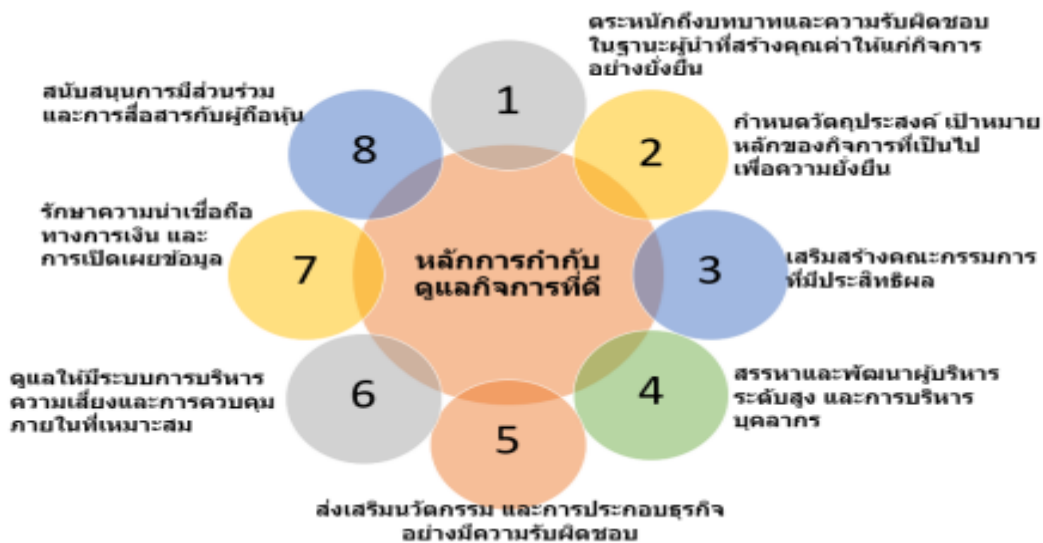 1
ตระหนักถึงบทบาทและความรับผิดชอบ
ในฐานะผู้นำที่สร้างคุณค่าให้แก่กิจการ
อย่างยั่งยืน
2
กำหนดวัตถุประสงค์ เป้าหมาย
หลักของกิจการที่เป็นไป
เพื่อความยั่งยืน
3
เสริมสร้างคณะกรรมการ
ที่มีประสิทธิผล
4
สรรหาและพัฒนาผู้บริหาร
ระดับสูง และการบริหาร
บุคลากร
5
ส่งเสริมนวัตกรรม และการประกอบธุรกิจ
อย่างมีความรับผิดชอบ
6
ดูแลให้มีระบบการบริหาร
ความเสี่ยงและการควบคุม
ภายในที่เหมาะสม
7
รักษาความน่าเชื่อถือ
ทางการเงิน และ
การเปิดเผยข้อมูล
8
สนับสนุนการมีส่วนร่วม
และการสื่อสารกับผู้ถือหุ้น
หลักการกำกับ
ดูแลกิจการที่ดี